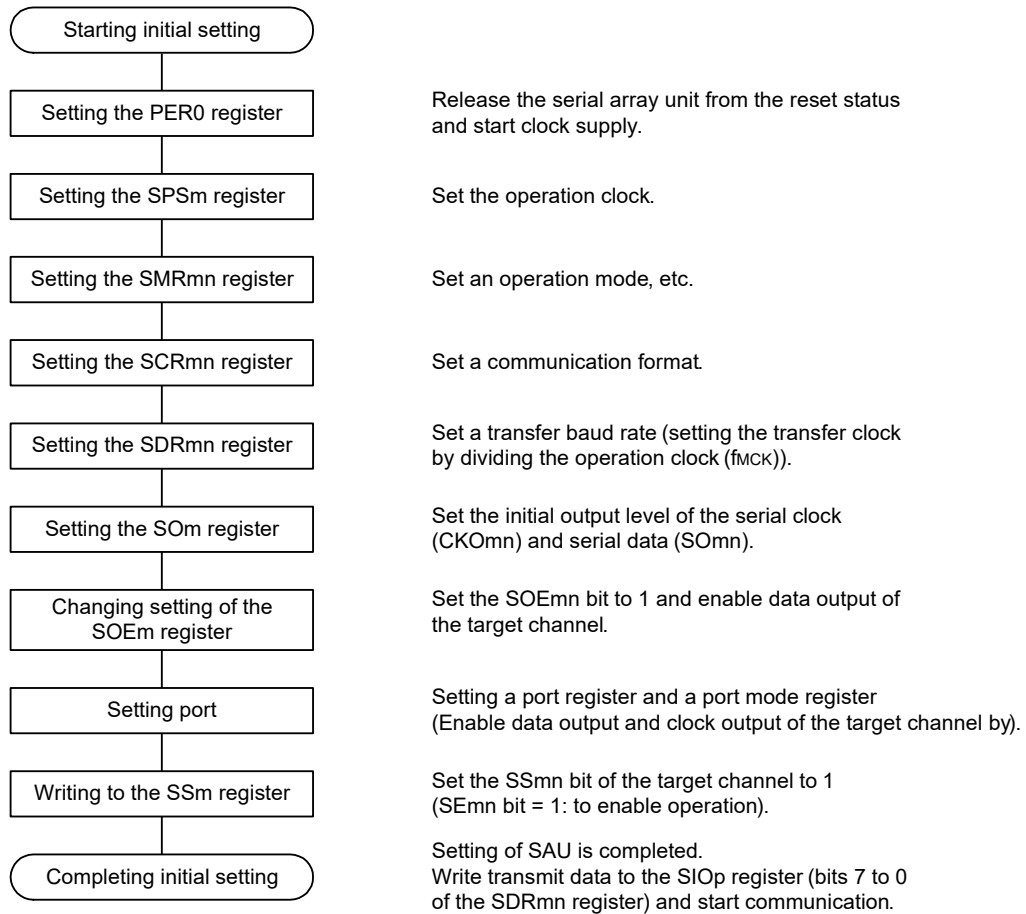 Starting initial setting
Setting the PER0 register
Release the serial array unit from the reset status
and start clock supply.
Setting the SPSm register
Set the operation clock.
Setting the SMRmn register
Set an operation mode, etc.
Setting the SCRmn register
Set a communication format.
Setting the SDRmn register
Set a transfer baud rate (setting the transfer clock
by dividing the operation clock (fMCK)).
Setting the SOm register
Set the initial output level of the serial clock
(CKOmn) and serial data (SOmn).
Changing setting of the
SOEm register
Set the SOEmn bit to 1 and enable data output of
the target channel.
Setting port
Setting a port register and a port mode register
(Enable data output and clock output of the target channel by).
Writing to the SSm register
Set the SSmn bit of the target channel to 1
(SEmn bit = 1: to enable operation).
Completing initial setting
Setting of SAU is completed.
Write transmit data to the SIOp register (bits 7 to 0
of the SDRmn register) and start communication.